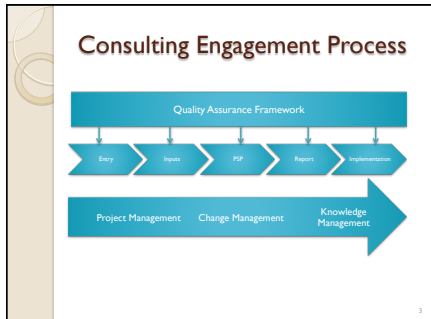 Consulting Engagement Process
Quality Assurance Framework
Entry
Inputs
PSP
Report
Implementation
Project Management
Change Management
Knowledge
Management
3